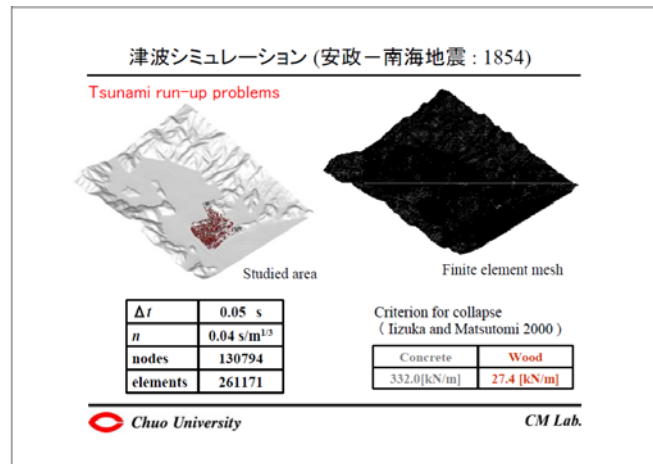 津波シミュレーション (安政－南海地震 : 1854)
Tsunami run-up problems
Studied area
Finite element mesh
Δt 0.05 s
n 0.04 s/m1/3
nodes 130794
elements 261171
Criterion for collapse
( Iizuka and Matsutomi 2000 )
Concrete Wood
332.0[kN/m] 27.4 [kN/m]
Chuo University
CM Lab.